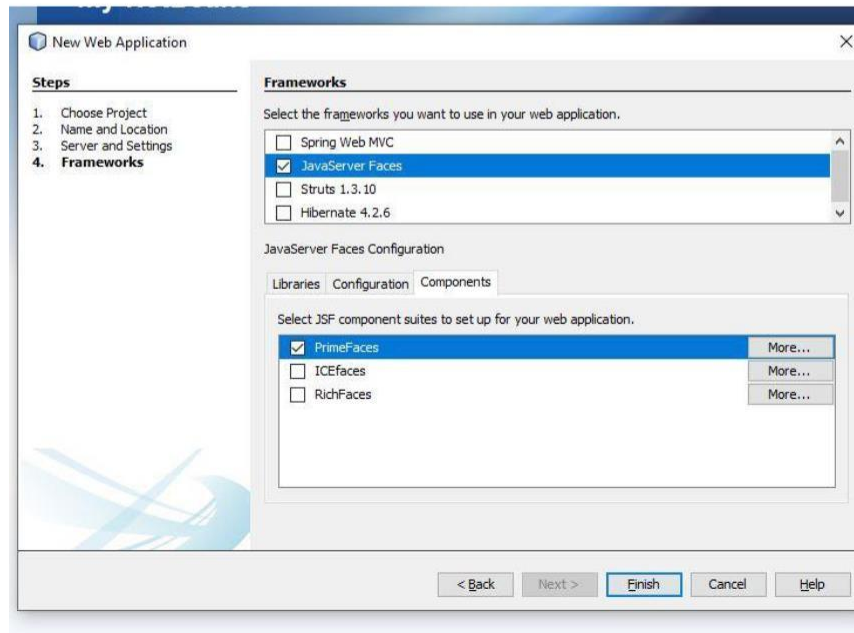 My NetBeans
New Web Application
Steps
1. Choose Project
2. Name and Location
3. Server and Settings
4. Frameworks
Frameworks
Select the frameworks you want to use in your web application.
Spring Web MVC
JavaServer Faces
Struts 1.3.10
Hibernate 4.2.6
JavaServer Faces Configuration
Libraries Configuration Components
Select JSF component suites to set up for your web application.
PrimeFaces More...
ICEfaces More...
RichFaces More...
< Back Next > Finish Cancel Help